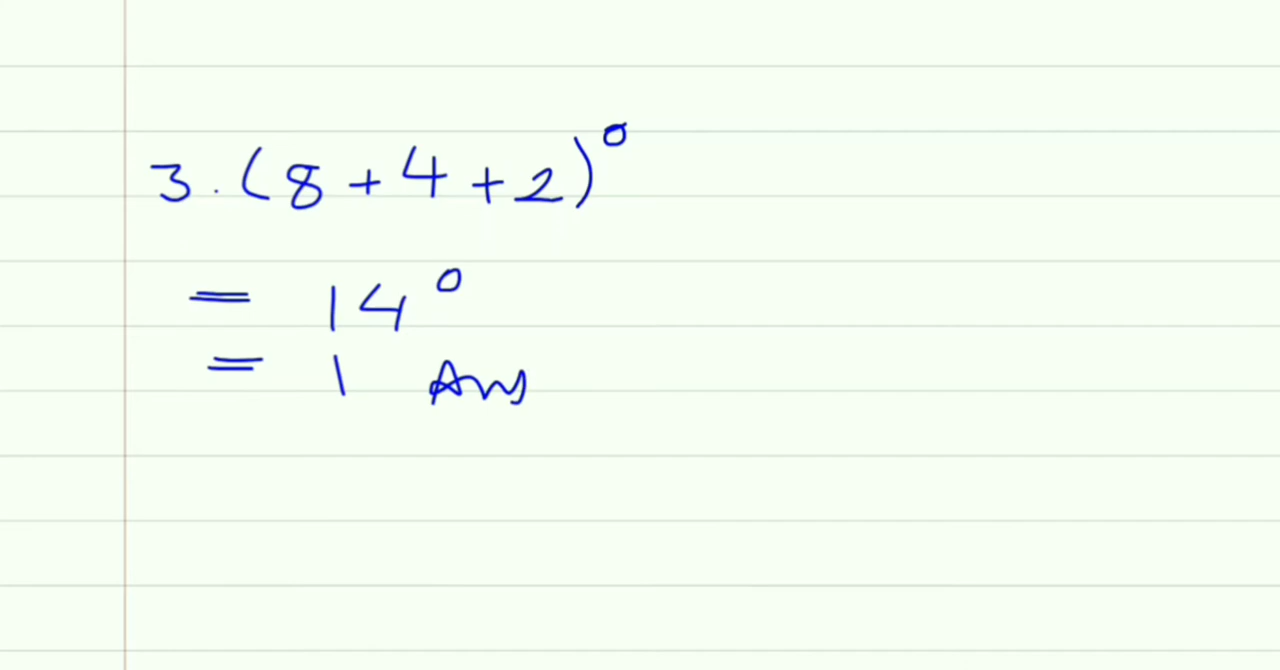 3. (8 + 4 + 2)⁰
= 14⁰
= 1 Ans